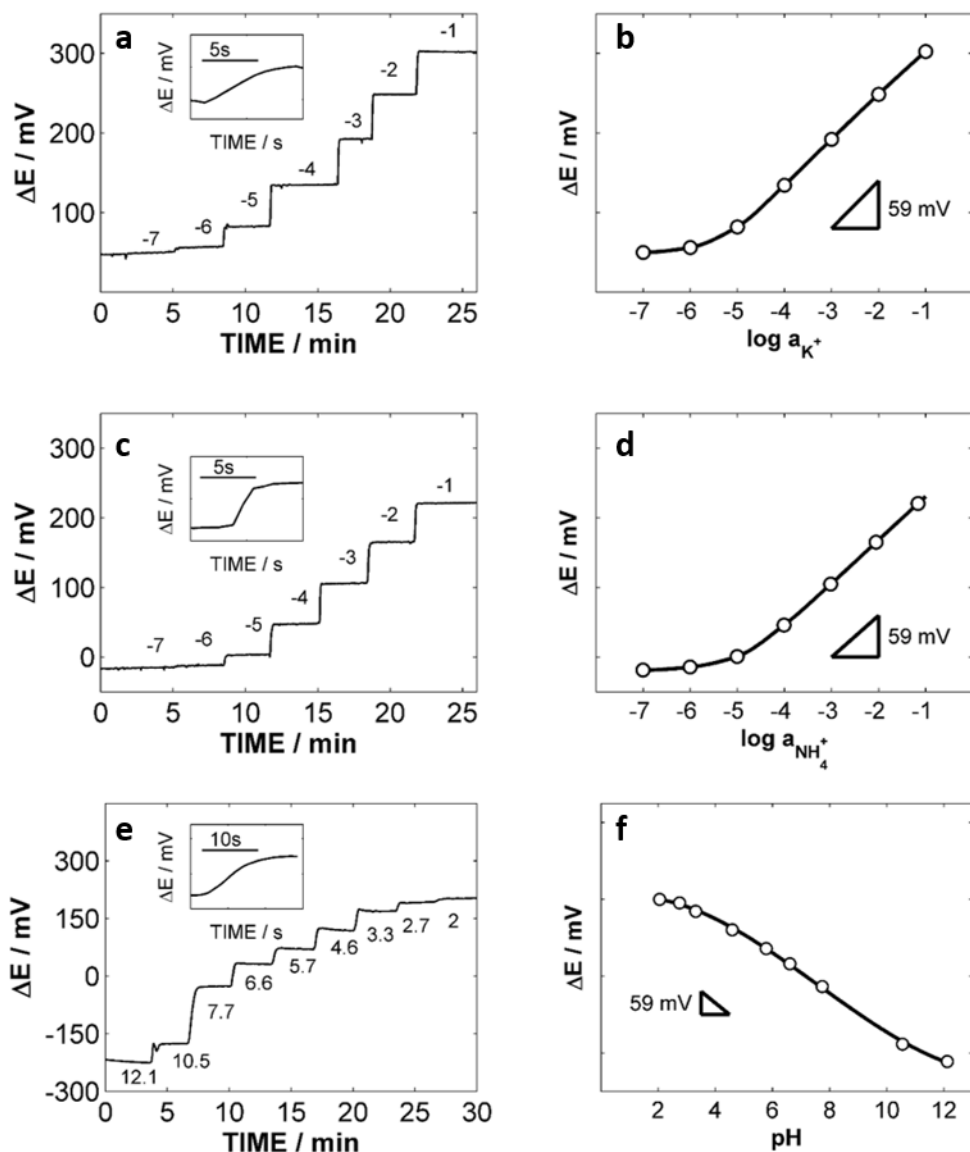 a
5s
ΔE / mV
TIME / s
-7
-6
-5
-4
-3
-2
-1
300
200
100
ΔE / mV
0 5 10 15 20 25
TIME / min
b
ΔE / mV
59 mV
-7 -6 -5 -4 -3 -2 -1
log a_K⁺
c
5s
ΔE / mV
TIME / s
-7
-6
-5
-4
-3
-2
-1
300
200
100
0
ΔE / mV
0 5 10 15 20 25
TIME / min
d
ΔE / mV
59 mV
-7 -6 -5 -4 -3 -2 -1
log a_NH₄⁺
e
10s
ΔE / mV
TIME / s
12.1
10.5
7.7
6.6
5.7
4.6
3.3
2.7
2
300
150
0
-150
-300
ΔE / mV
0 5 10 15 20 25 30
TIME / min
f
ΔE / mV
59 mV
2 4 6 8 10 12
pH